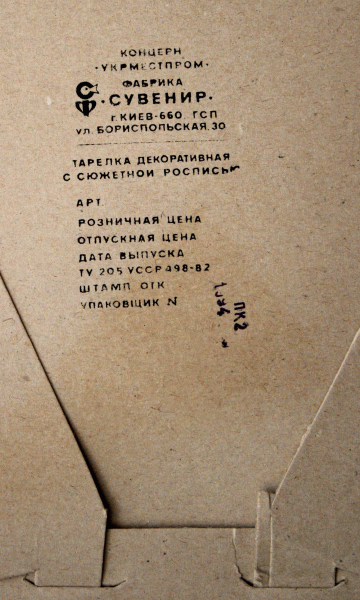 КОНЦЕРН
·УКРМЕСТПРОМ·
ФАБРИКА
·СУВЕНИР·
г. КИЕВ-660 ГСП
УЛ. БОРИСПОЛЬСКАЯ.30
ТАРЕЛКА ДЕКОРАТИВНАЯ
С СЮЖЕТНОЙ РОСПИСЬЮ
АРТ
РОЗНИЧНАЯ ЦЕНА
ОТПУСКНАЯ ЦЕНА
ДАТА ВЫПУСКА
ТУ 205 УССР 498-82
ШТАМП ОТК
УПАКОВЩИК N
ПК2